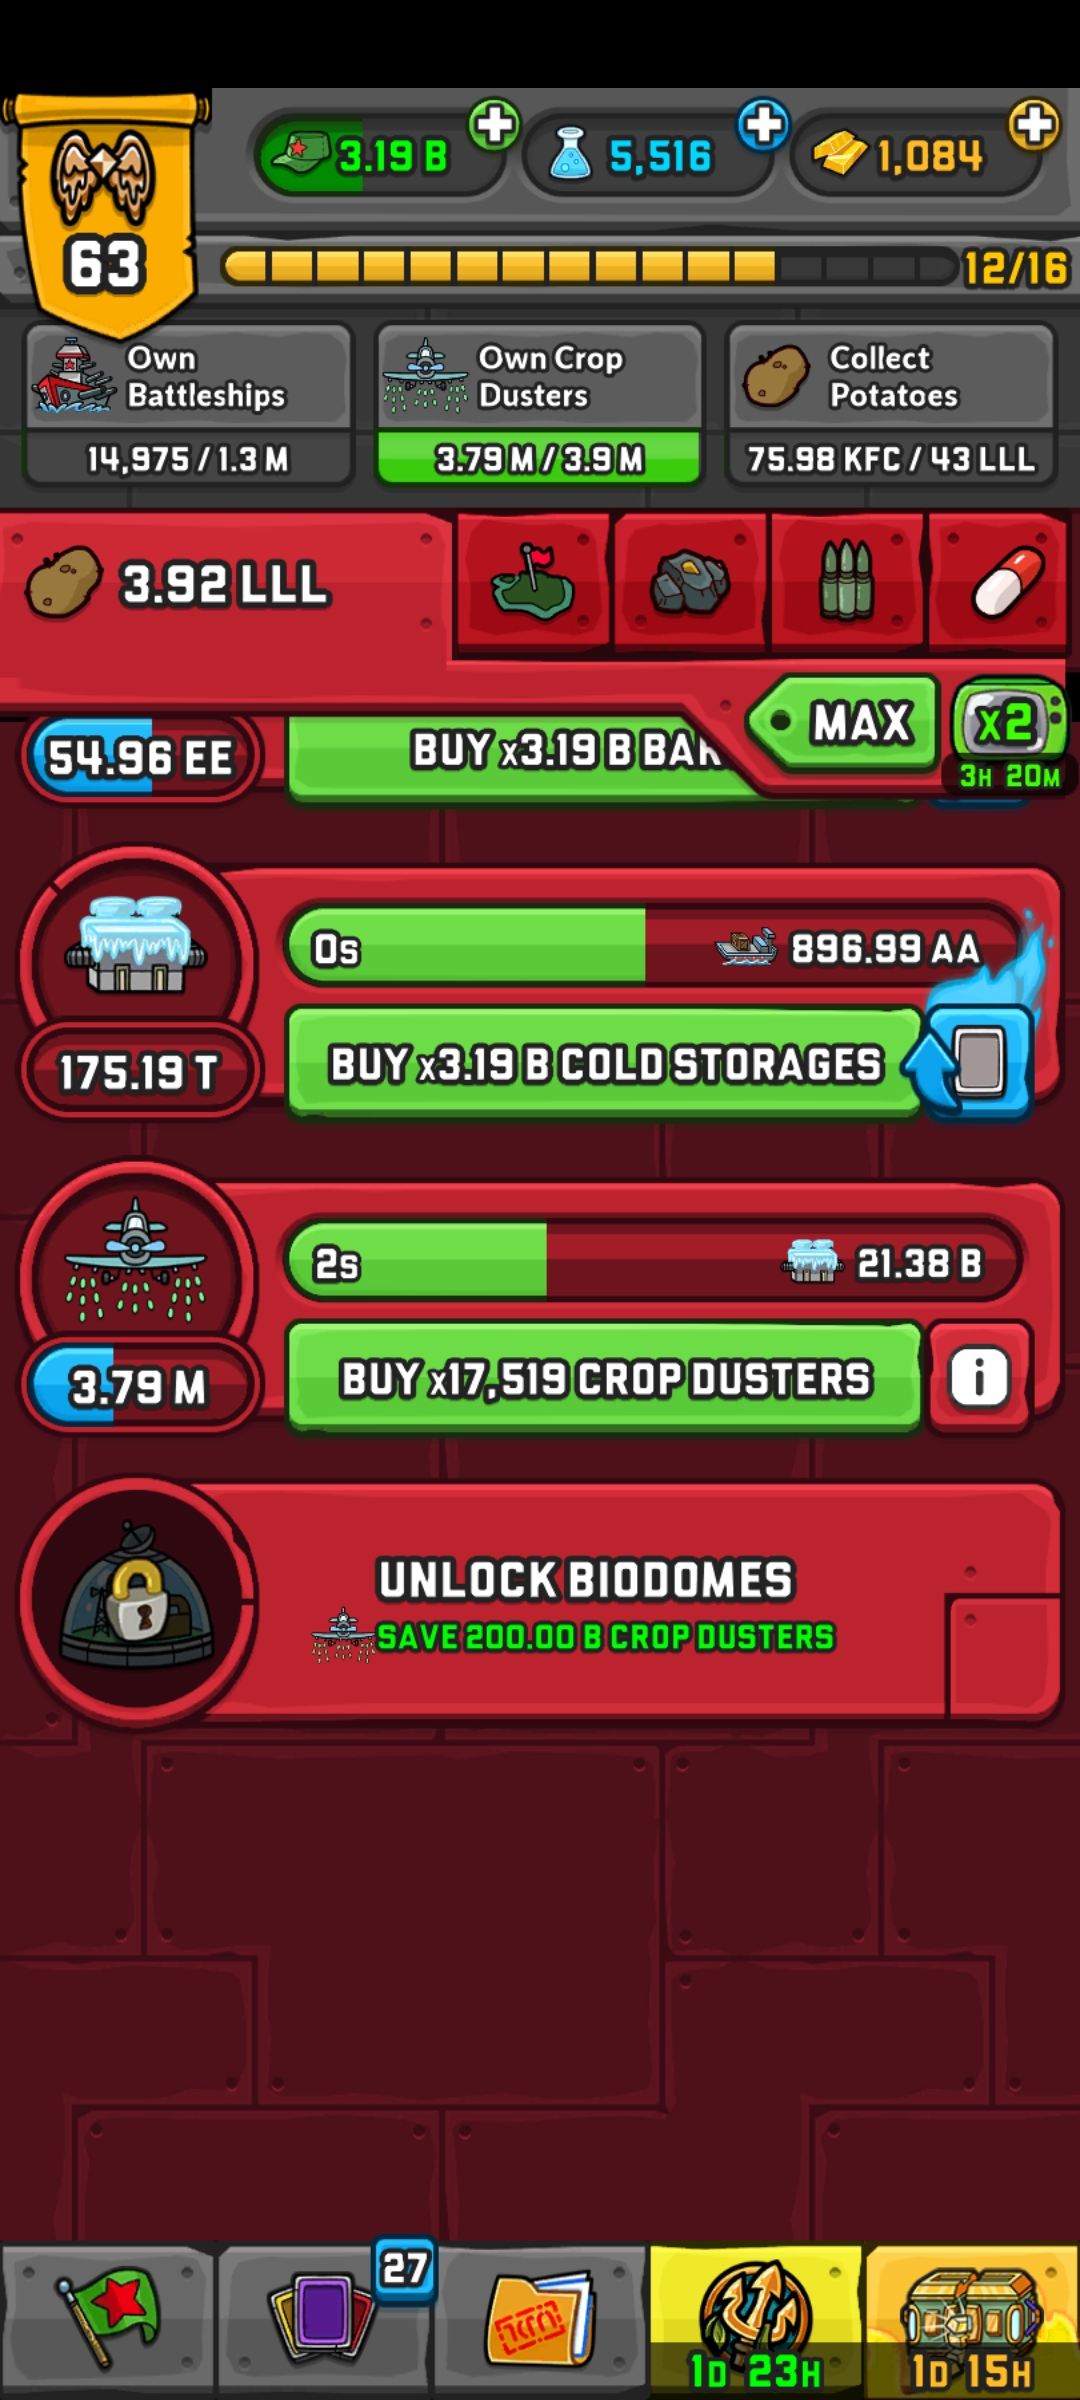 3.19 B
5,516
1,084
63
12/16
Own
Battleships
14,975 / 1.3 M
Own Crop
Dusters
3.79 M / 3.9 M
Collect
Potatoes
75.98 KFC / 43 LLL
3.92 LLL
MAX
x2
3H 20M
54.96 EE
BUY x3.19 B
0s
896.99 AA
175.19 T
BUY x3.19 B COLD STORAGES
2s
21.38 B
3.79 M
BUY x17,519 CROP DUSTERS
i
UNLOCK BIODOMES
SAVE 200.00 B CROP DUSTERS
27
1D 23H
1D 15H